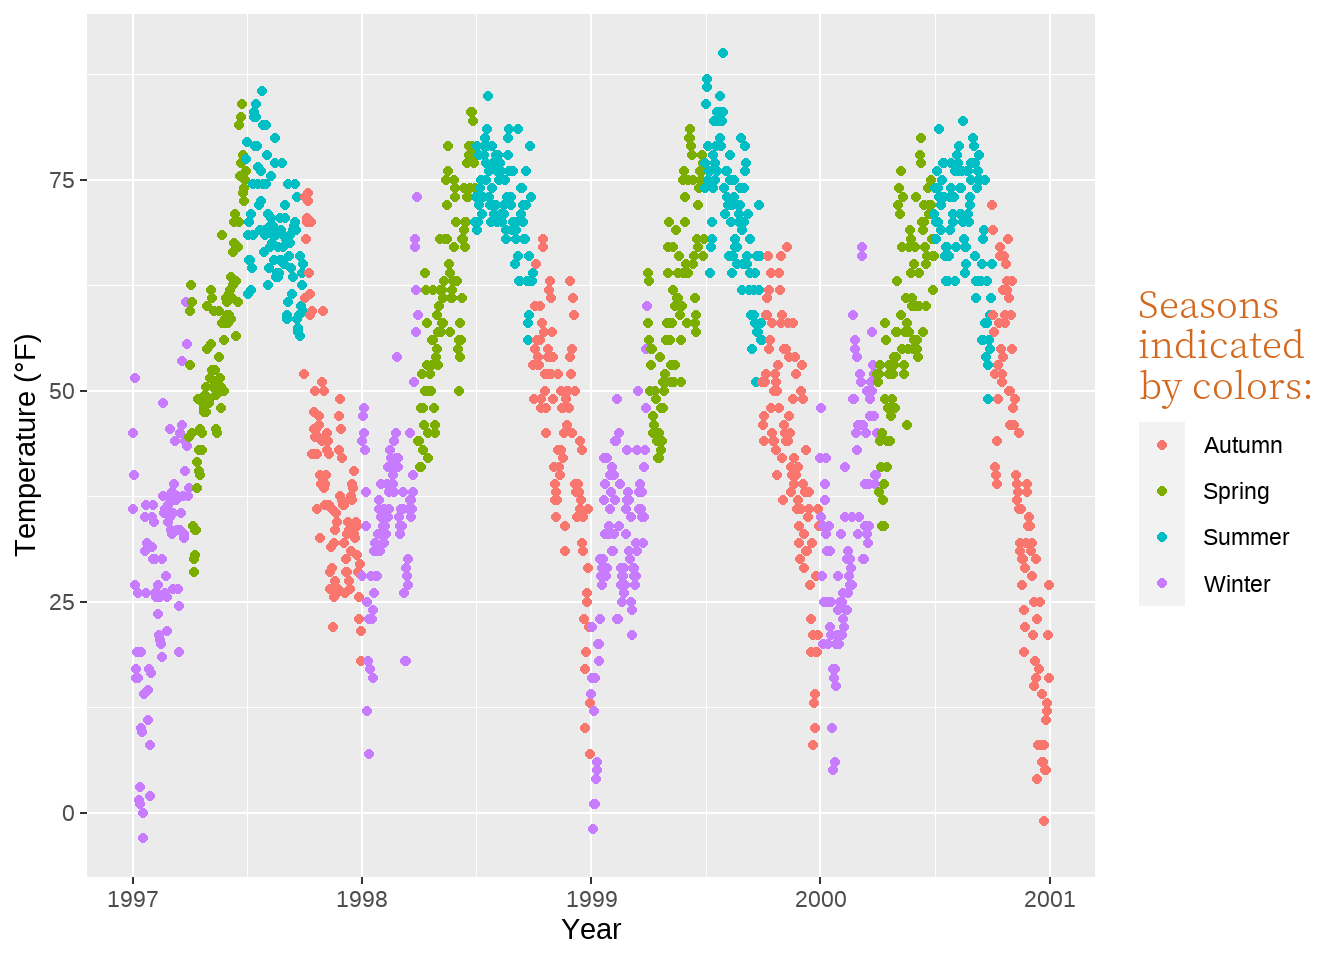 Temperature (°F)
75
50
25
0
1997
1998
1999
2000
2001
Year
Seasons
indicated
by colors:
Autumn
Spring
Summer
Winter